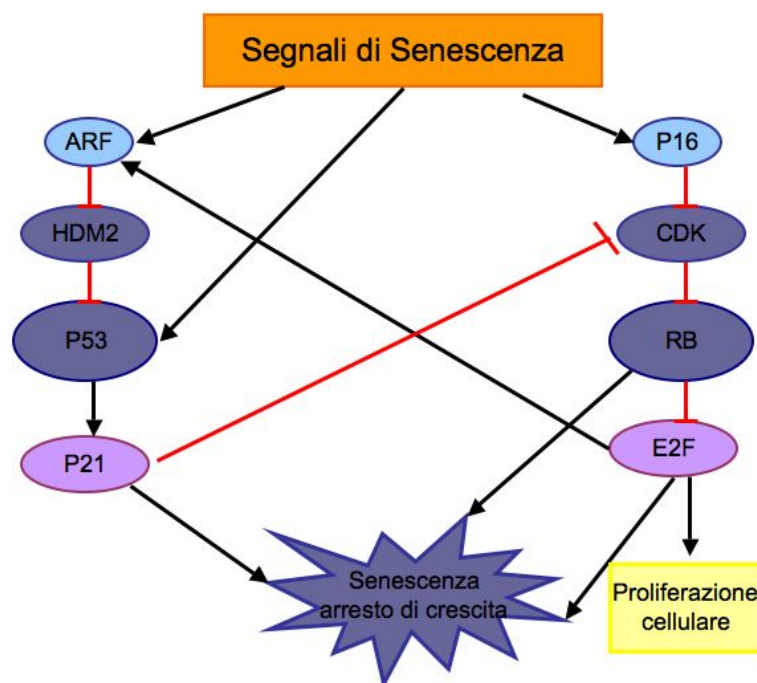 Segnali di Senescenza
ARF
P16
HDM2
CDK
P53
RB
P21
E2F
Senescenza
arresto di crescita
Proliferazione
cellulare